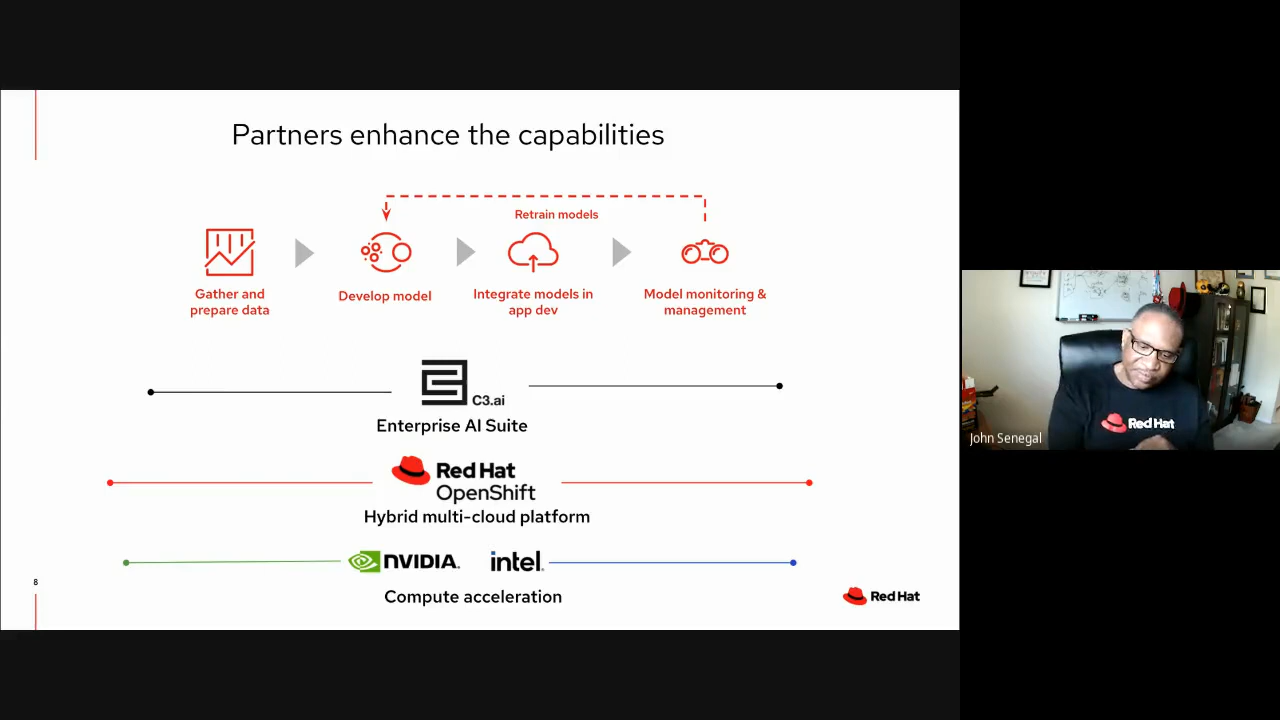 Partners enhance the capabilities
Retrain models
Gather and
prepare data
Develop model
Integrate models in
app dev
Model monitoring &
management
C3.ai
Enterprise AI Suite
Red Hat
OpenShift
Hybrid multi-cloud platform
NVIDIA.
intel.
Compute acceleration
8
Red Hat
Red Hat
John Senegal